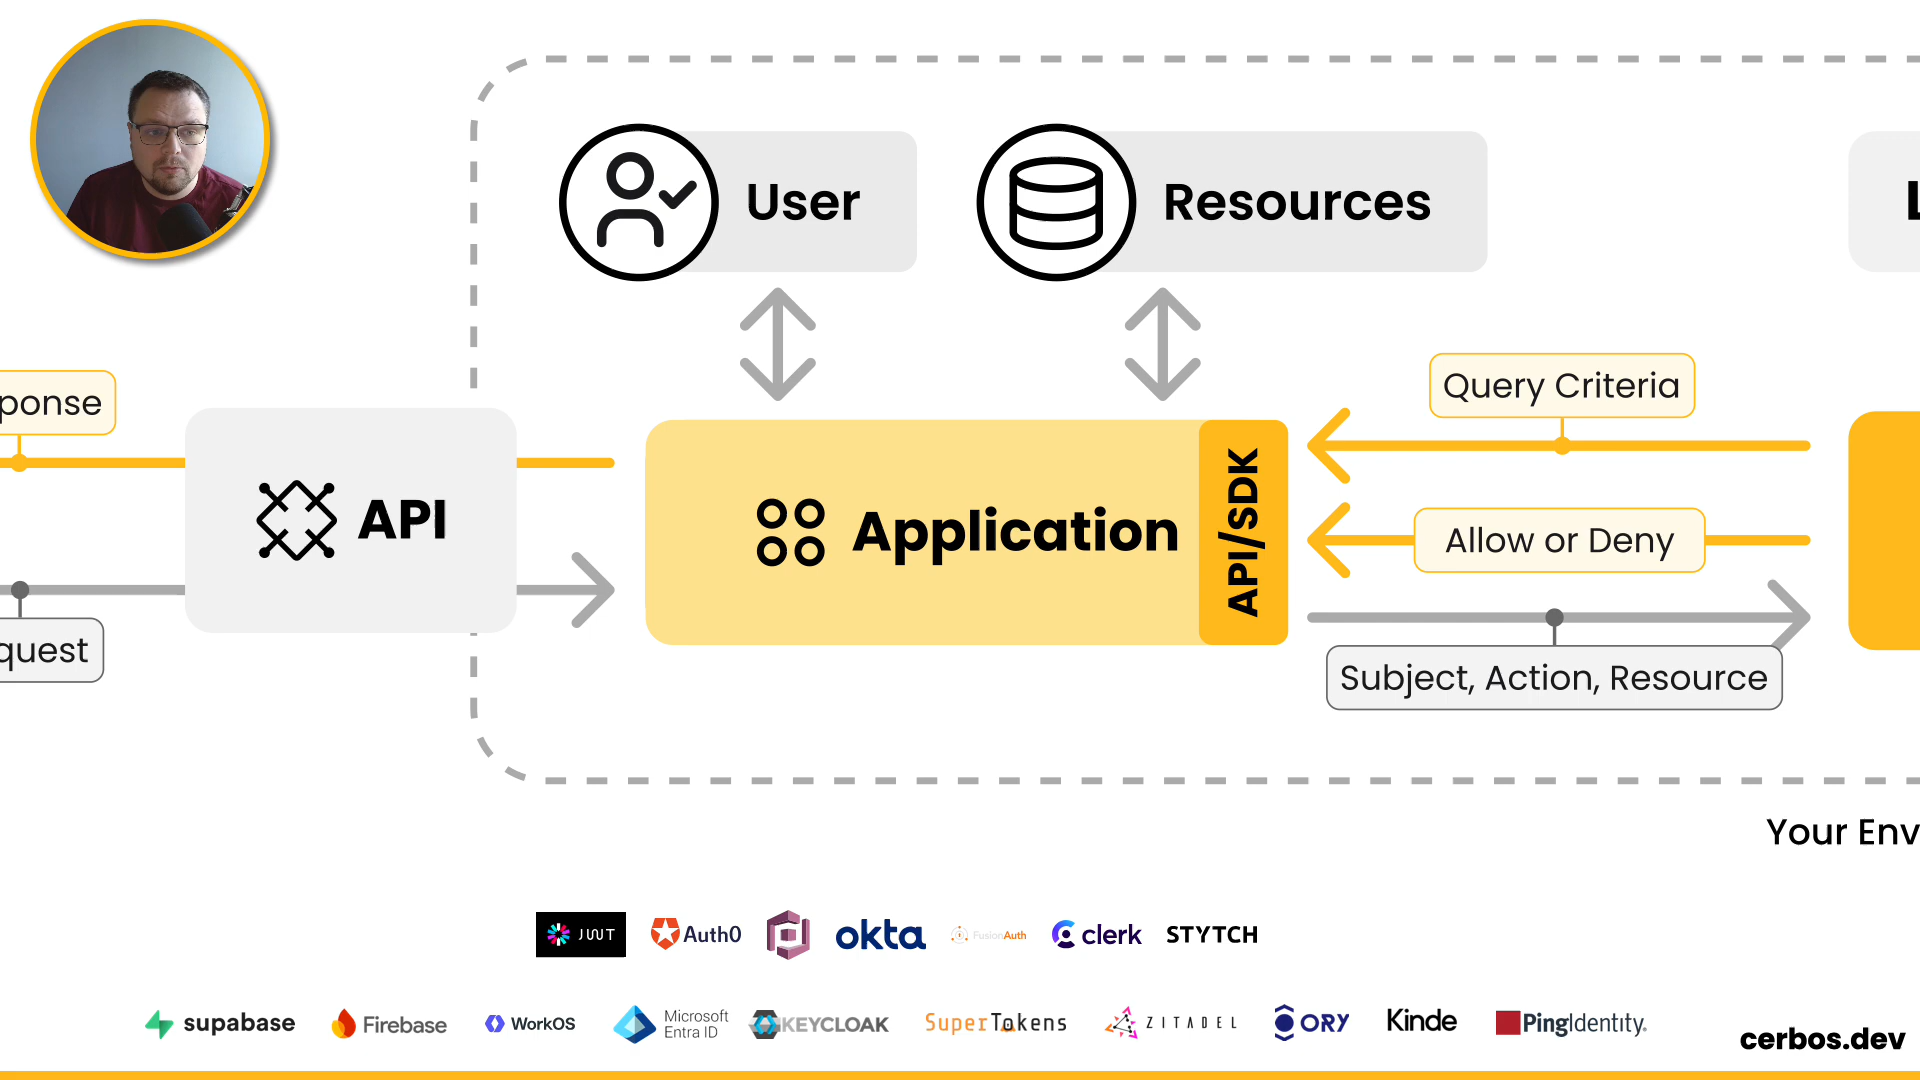 User
Resources
L
ponse
Query Criteria
API
Application
API/SDK
Allow or Deny
quest
Subject, Action, Resource
Your Env
JWT
Auth0
okta
FusionAuth
clerk
STYTCH
supabase
Firebase
WorkOS
Microsoft
Entra ID
KEYCLOAK
SuperTokens
ZITADEL
ORY
Kinde
PingIdentity.
cerbos.dev